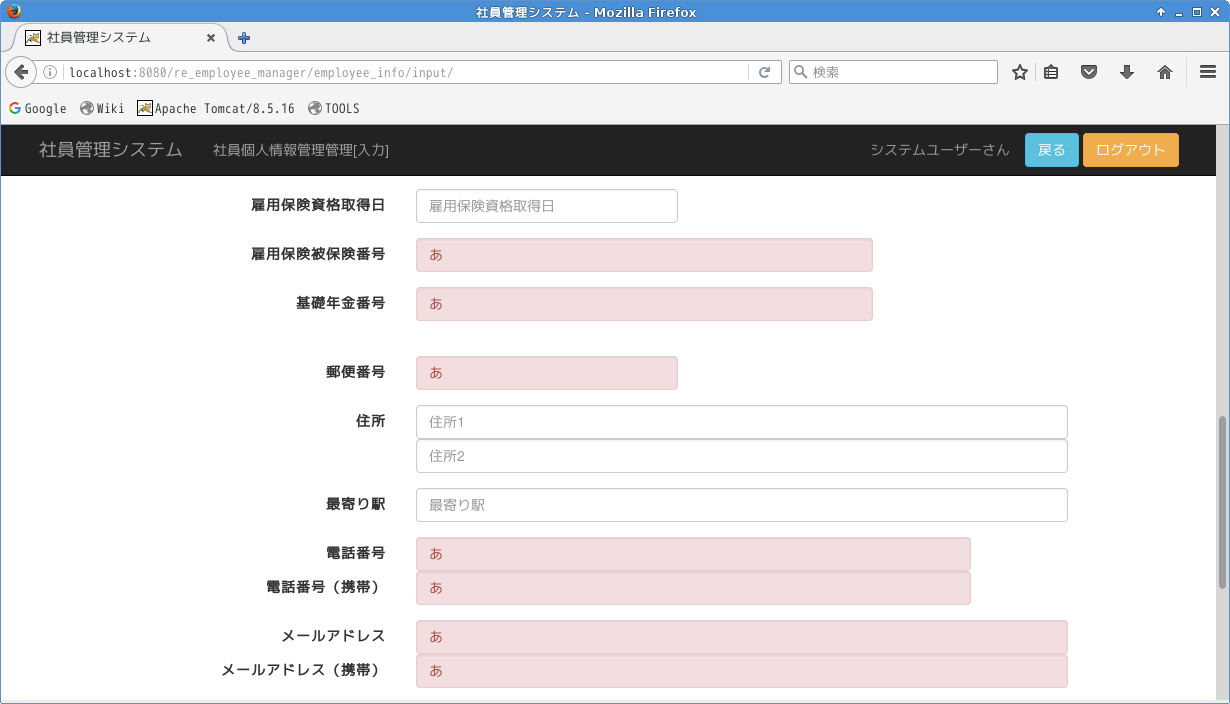 社員管理システム - Mozilla Firefox
社員管理システム
localhost:8080/re_employee_manager/employee_info/input/
検索
Google Wiki Apache Tomcat/8.5.16 TOOLS
社員管理システム 社員個人情報管理管理[入力] システムユーザーさん 戻る ログアウト
雇用保険資格取得日 雇用保険資格取得日
雇用保険被保険番号 あ
基礎年金番号 あ
郵便番号 あ
住所 住所1
住所2
最寄り駅 最寄り駅
電話番号 あ
電話番号（携帯） あ
メールアドレス あ
メールアドレス（携帯） あ